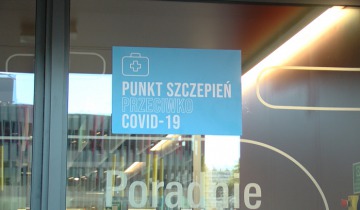 PUNKT SZCZEPIEŃ
PRZECIWKO
COVID-19
Poradnie